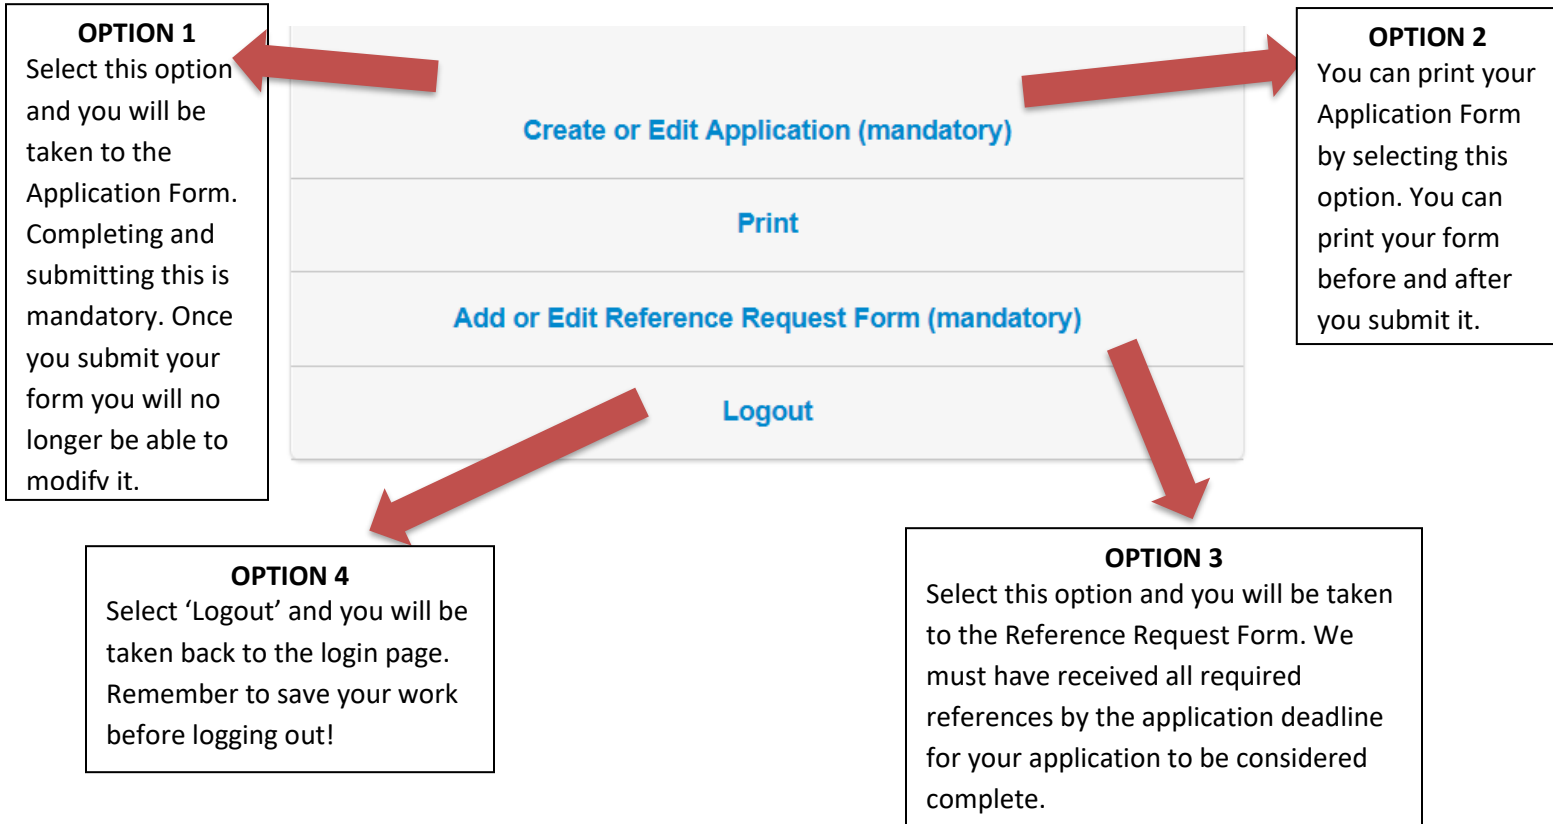 OPTION 1
Select this option
and you will be
taken to the
Application Form.
Completing and
submitting this is
mandatory. Once
you submit your
form you will no
longer be able to
modify it.
Create or Edit Application (mandatory)
Print
Add or Edit Reference Request Form (mandatory)
Logout
OPTION 2
You can print your
Application Form
by selecting this
option. You can
print your form
before and after
you submit it.
OPTION 4
Select ‘Logout’ and you will be
taken back to the login page.
Remember to save your work
before logging out!
OPTION 3
Select this option and you will be taken
to the Reference Request Form. We
must have received all required
references by the application deadline
for your application to be considered
complete.